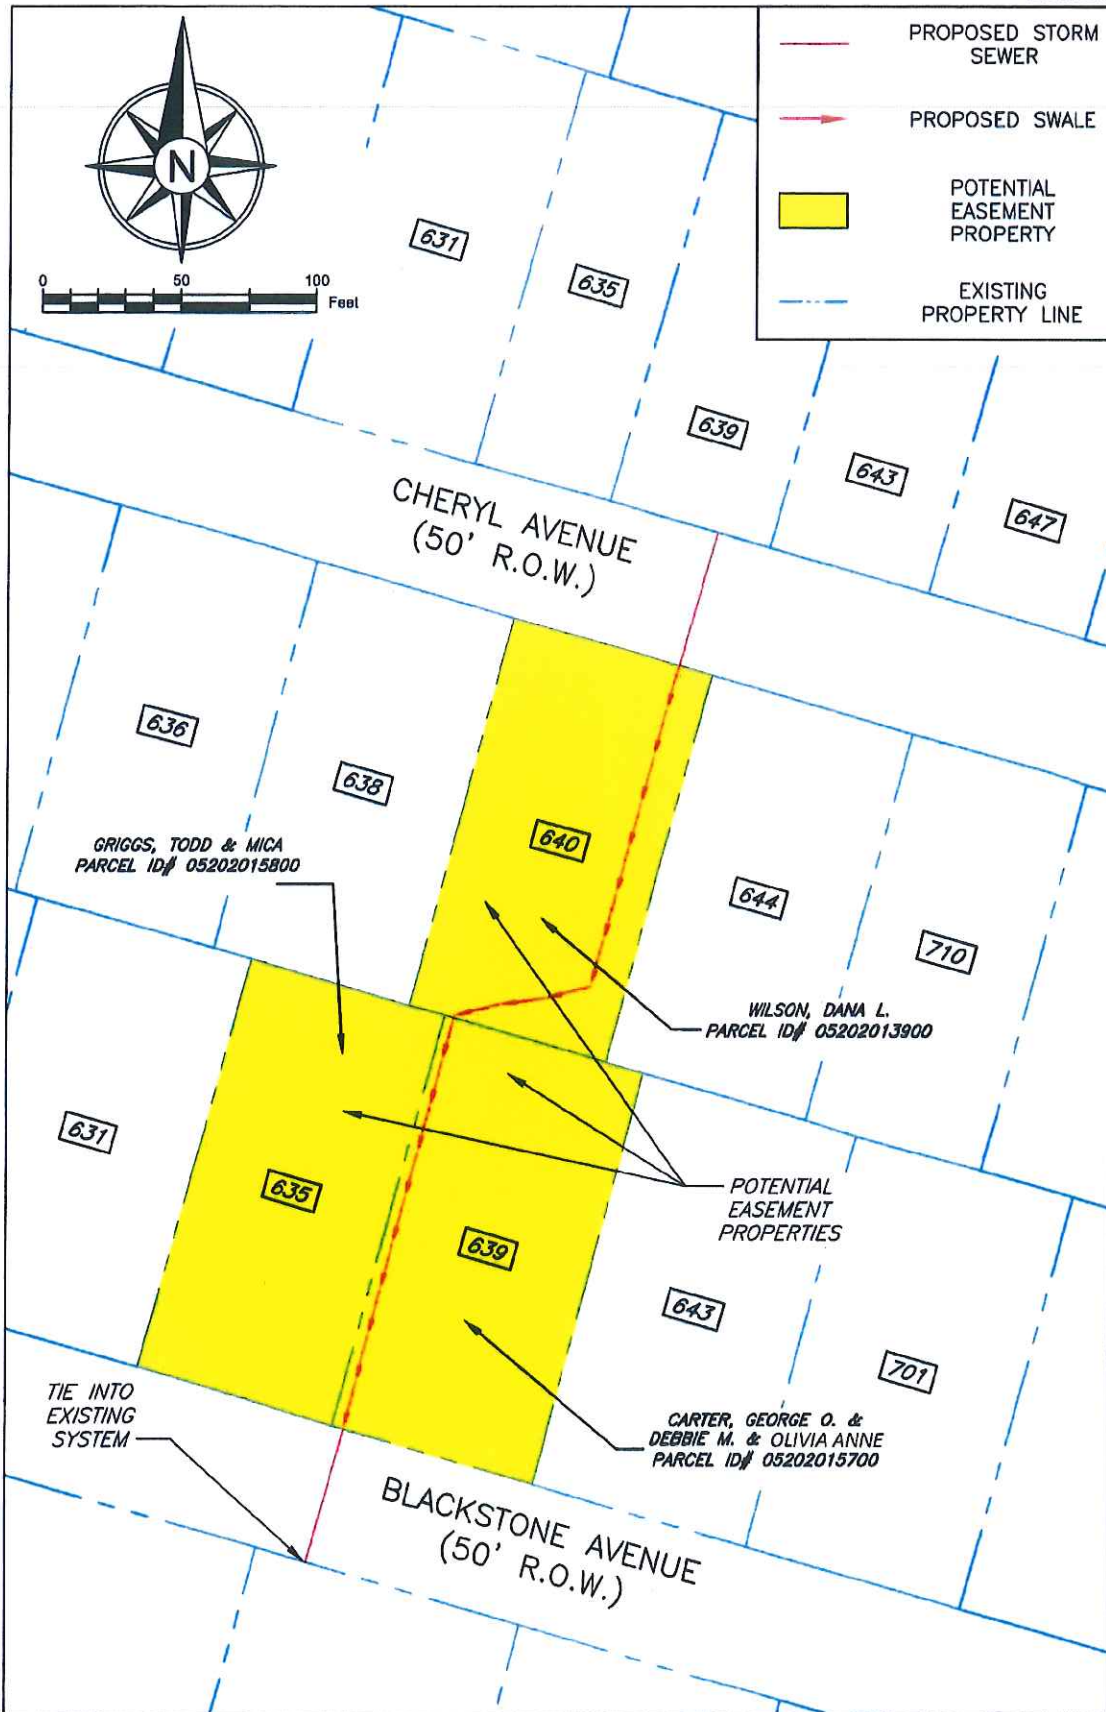 PROPOSED STORM
SEWER
PROPOSED SWALE
POTENTIAL
EASEMENT
PROPERTY
EXISTING
PROPERTY LINE
N
0 50 100
Feet
631
635
639
643
647
CHERYL AVENUE
(50' R.O.W.)
636
638
640
644
710
GRIGGS, TODD & MICA
PARCEL ID# 05202015800
WILSON, DANA L.
PARCEL ID# 05202013900
631
635
639
643
701
POTENTIAL
EASEMENT
PROPERTIES
TIE INTO
EXISTING
SYSTEM
CARTER, GEORGE O. &
DEBBIE M. & OLIVIA ANNE
PARCEL ID# 05202015700
BLACKSTONE AVENUE
(50' R.O.W.)